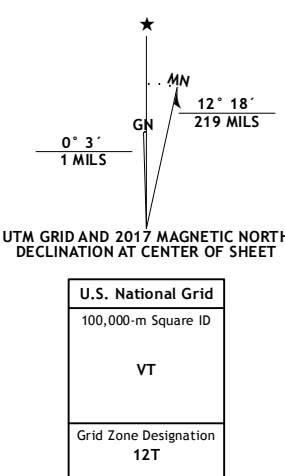 ★
MN
12° 18´
219 MILS
GN
0° 3´
1 MILS
UTM GRID AND 2017 MAGNETIC NORTH
DECLINATION AT CENTER OF SHEET
U.S. National Grid
100,000-m Square ID
VT
Grid Zone Designation
12T